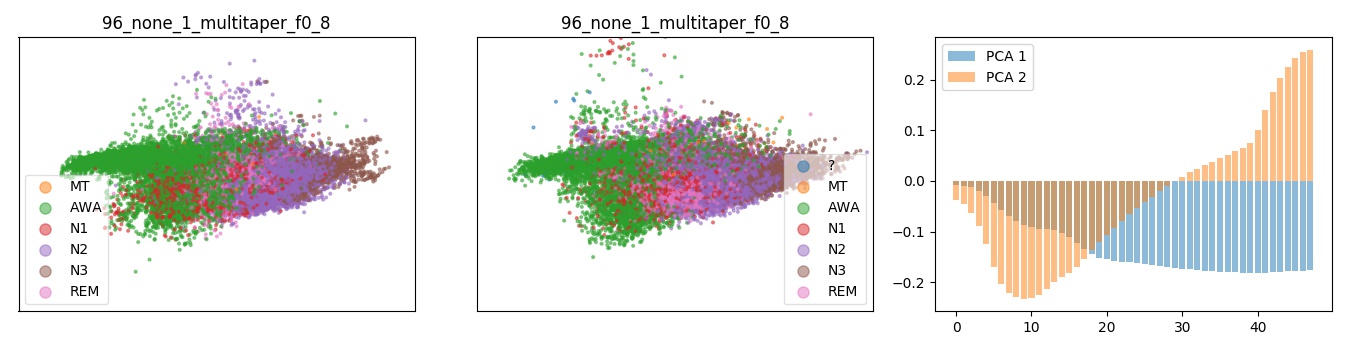 96_none_1_multitaper_f0_8
MT
AWA
N1
N2
N3
REM
96_none_1_multitaper_f0_8
?
MT
AWA
N1
N2
N3
REM
PCA 1
PCA 2
0.2
0.1
0.0
−0.1
−0.2
0 10 20 30 40